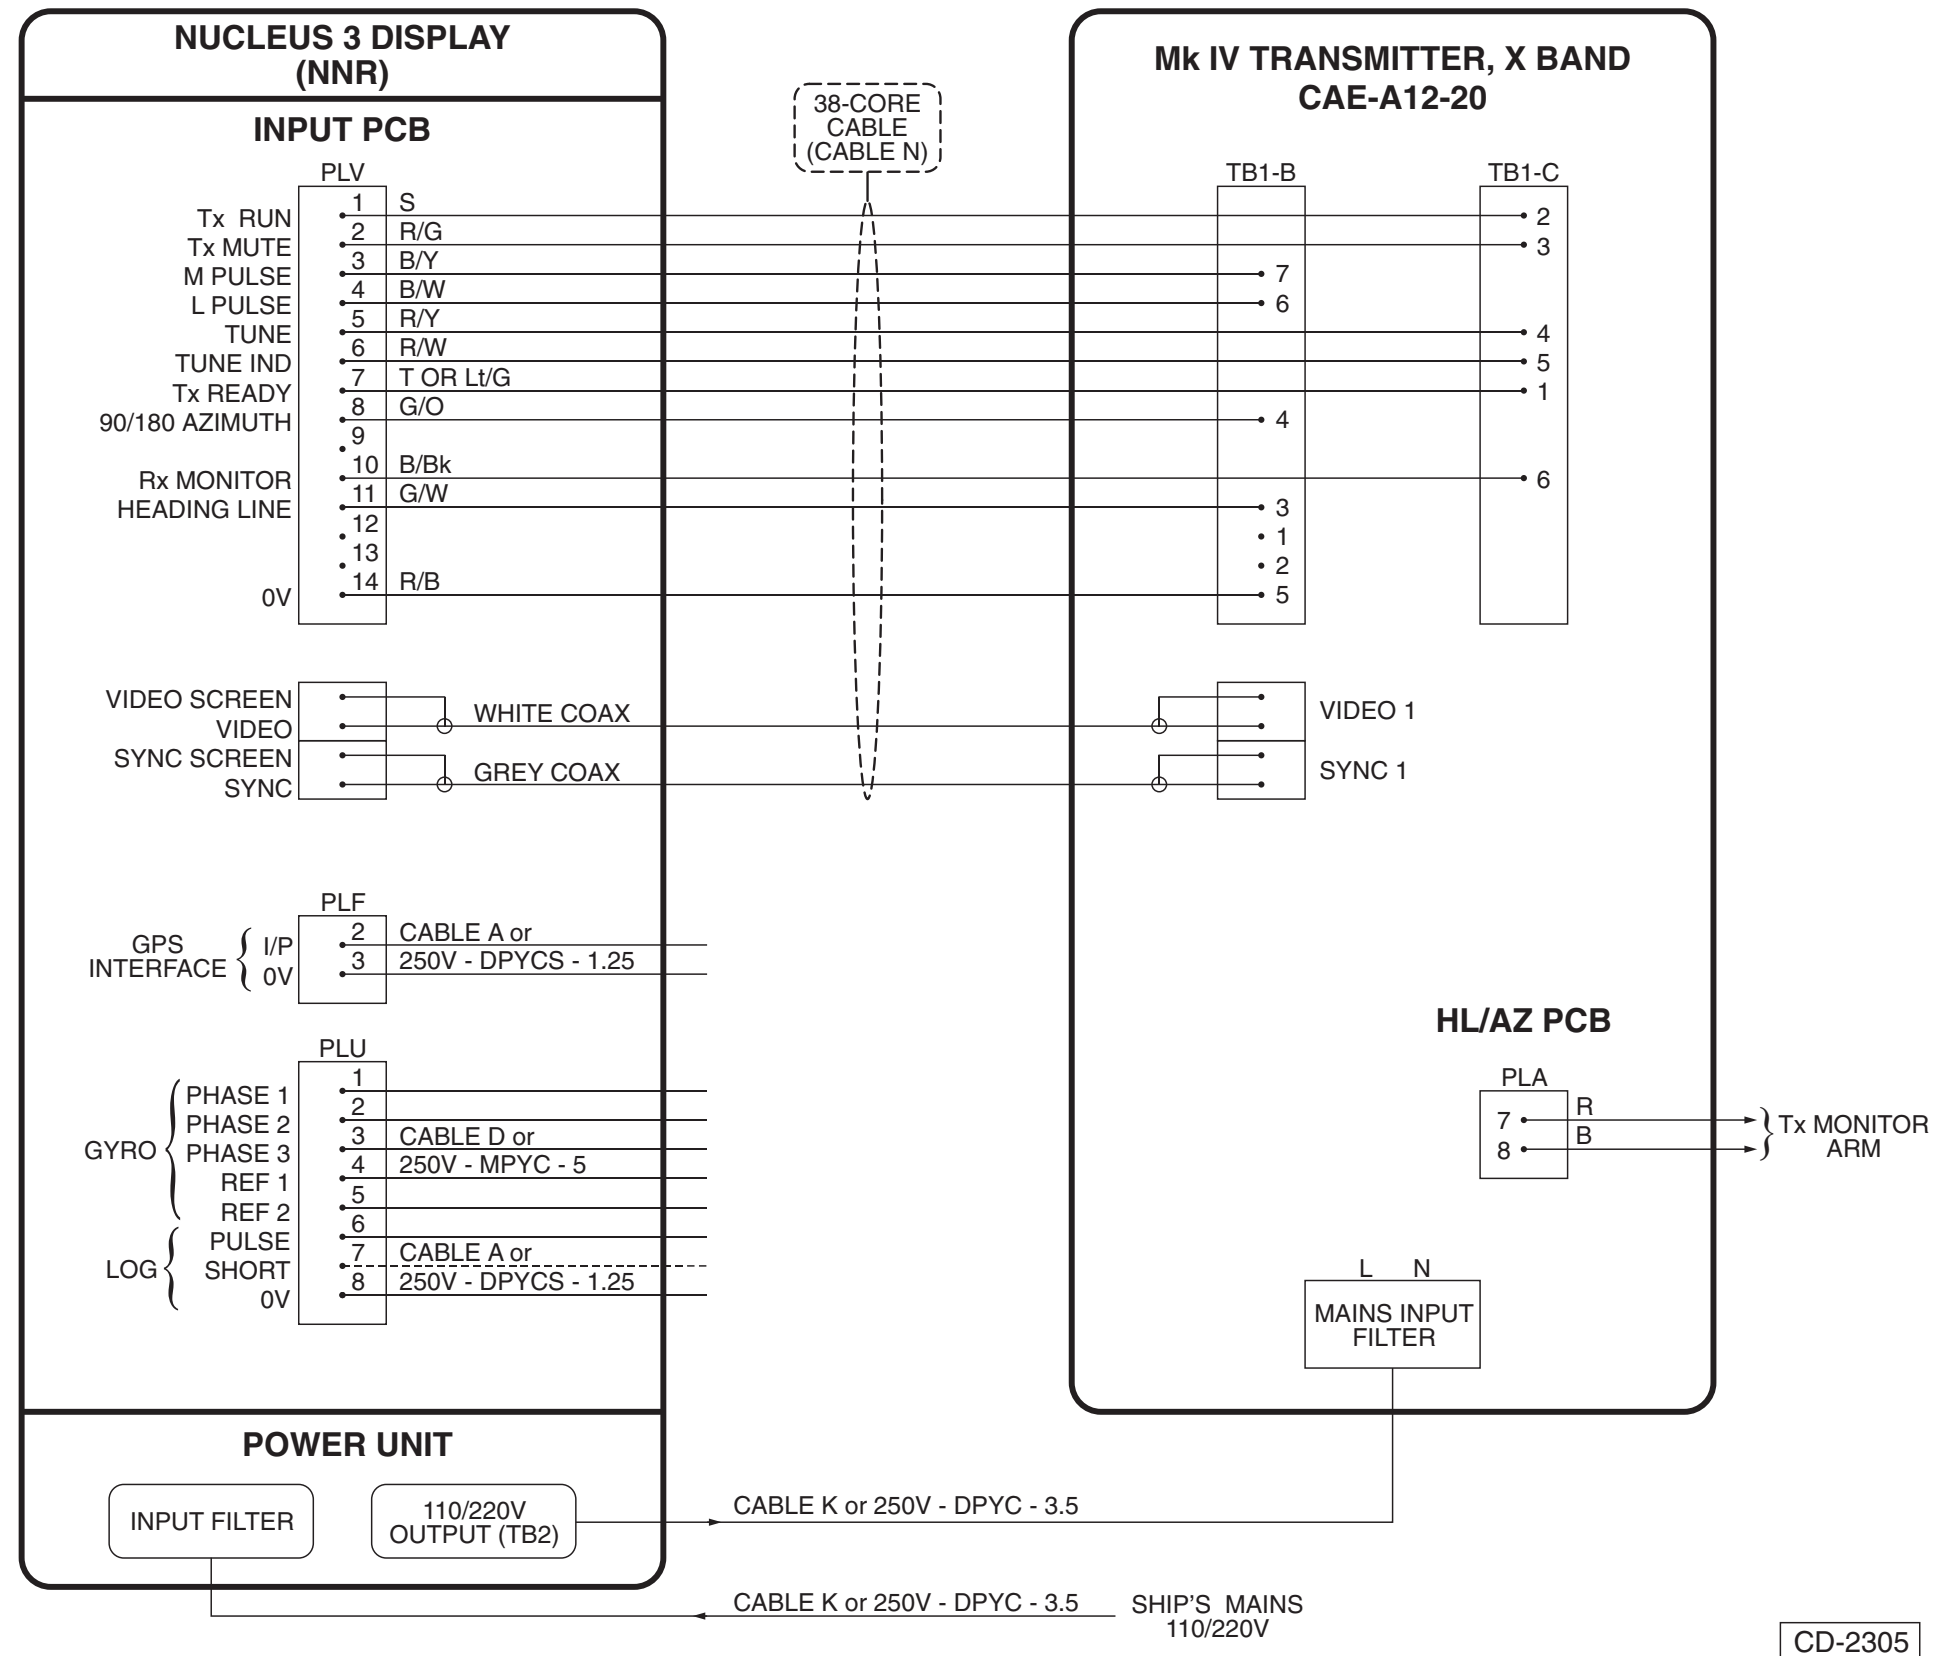 NUCLEUS 3 DISPLAY
(NNR)
INPUT PCB
PLV
Tx RUN 1 S
Tx MUTE 2 R/G
M PULSE 3 B/Y
L PULSE 4 B/W
TUNE 5 R/Y
TUNE IND 6 R/W
Tx READY 7 T OR Lt/G
90/180 AZIMUTH 8 G/O
9
Rx MONITOR 10 B/Bk
HEADING LINE 11 G/W
12
13
0V 14 R/B
VIDEO SCREEN
VIDEO
WHITE COAX
SYNC SCREEN
SYNC
GREY COAX
PLF
GPS
INTERFACE
I/P 2 CABLE A or
0V 3 250V - DPYCS - 1.25
PLU
GYRO
PHASE 1 1
PHASE 2 2
PHASE 3 3 CABLE D or
REF 1 4 250V - MPYC - 5
REF 2 5
LOG
PULSE 6
SHORT 7 CABLE A or
0V 8 250V - DPYCS - 1.25
POWER UNIT
INPUT FILTER
110/220V
OUTPUT (TB2)
38-CORE
CABLE
(CABLE N)
CABLE K or 250V - DPYC - 3.5
CABLE K or 250V - DPYC - 3.5
SHIP'S MAINS
110/220V
Mk IV TRANSMITTER, X BAND
CAE-A12-20
TB1-B
7
6
4
3
1
2
5
TB1-C
2
3
4
5
1
6
VIDEO 1
SYNC 1
HL/AZ PCB
PLA
7 R
8 B
Tx MONITOR
ARM
L N
MAINS INPUT
FILTER
CD-2305